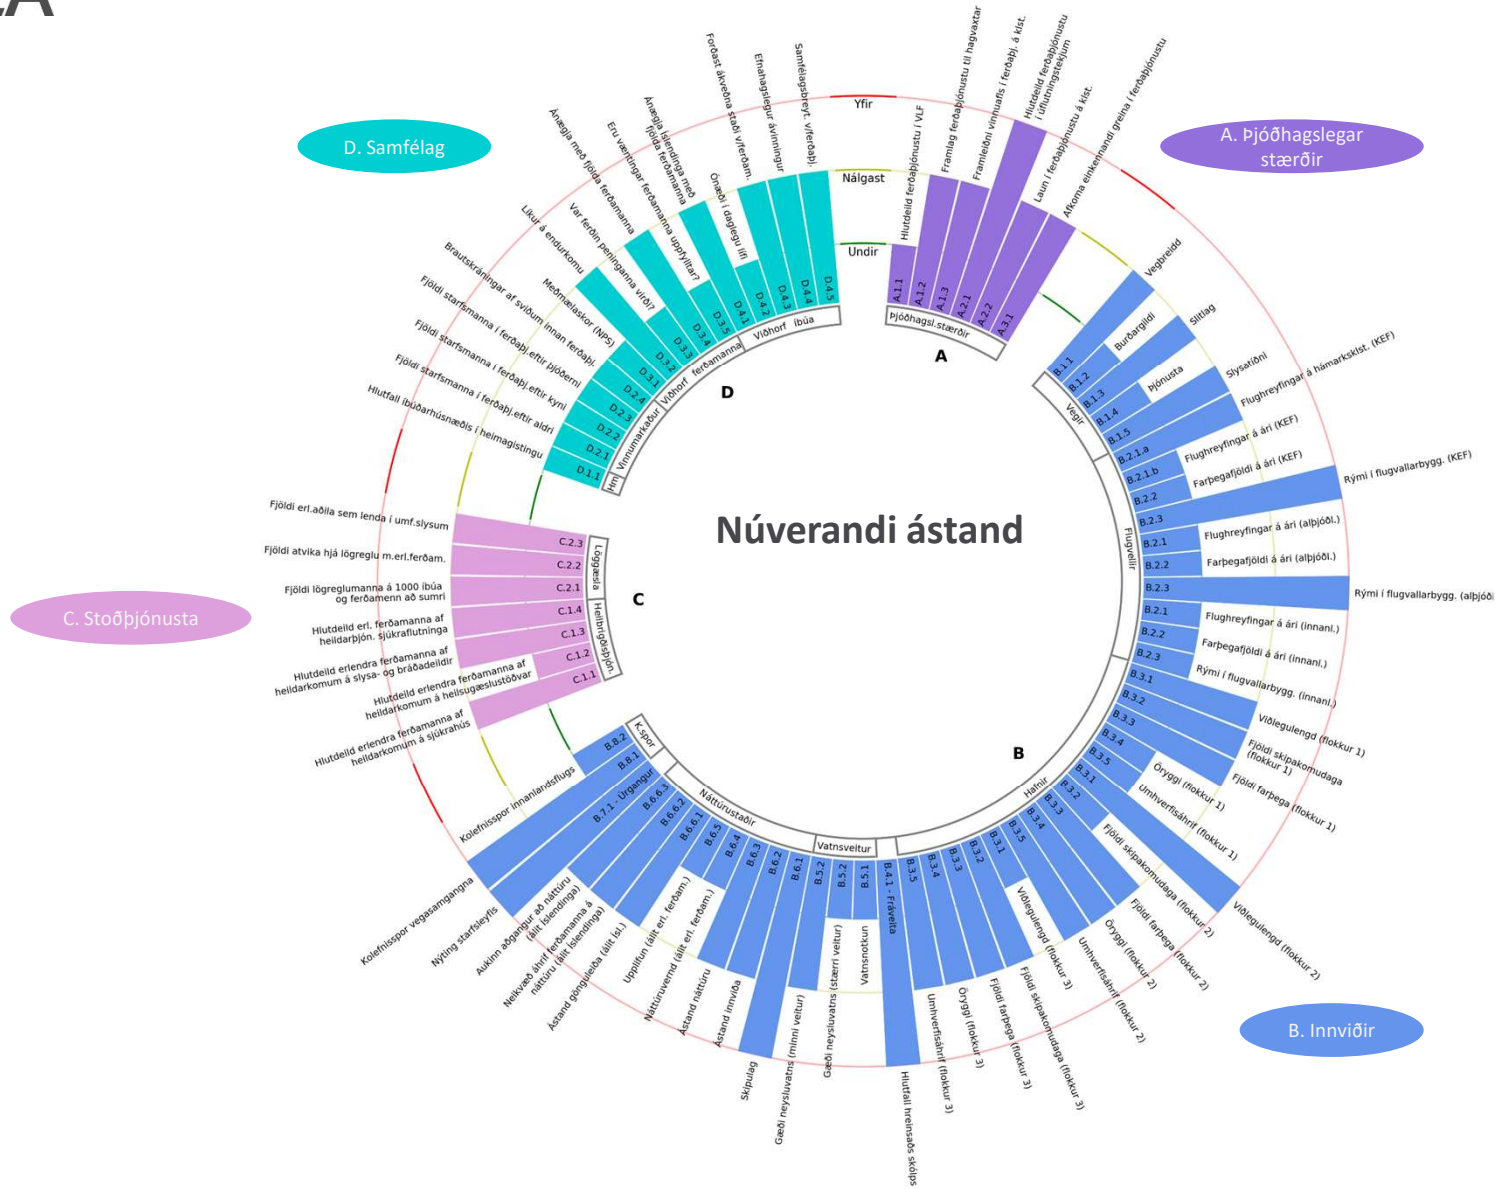 Núverandi ástand
A. Þjóðhagslegar
stærðir
B. Innviðir
C. Stoðþjónusta
D. Samfélag
Yfir
Nálgast
Undir
A
Þjóðhagsl.stærðir
A.1.1
Hlutdeild ferðaþjónustu í VLF
A.1.2
Framlag ferðaþjónustu til hagvaxtar
A.1.3
Framleiðni vinnuafls í ferðaþj. á klst.
A.2.1
Hlutdeild ferðaþjónustu
í útflutningstekjum
A.2.2
Laun í ferðaþjónustu á klst.
A.3.1
Afkoma einkennandi greina í ferðaþjónustu
B
Vegir
B.1.1
Vegbreidd
B.1.2
Burðargildi
B.1.3
Slitlag
B.1.4
Þjónusta
B.1.5
Slysatíðni
Flugvellir
B.2.1.a
Flughreyfingar á hámarksklst. (KEF)
B.2.1.b
Flughreyfingar á ári (KEF)
B.2.2
Farþegafjöldi á ári (KEF)
B.2.3
Rými í flugvallarbygg. (KEF)
B.2.1
Flughreyfingar á ári (alþjóðl.)
B.2.2
Farþegafjöldi á ári (alþjóðl.)
B.2.3
Rými í flugvallarbygg. (alþjóð
B.2.1
Flughreyfingar á ári (innanl.)
B.2.2
Farþegafjöldi á ári (innanl.)
B.2.3
Rými í flugvallarbygg. (innanl.)
Hafnir
B.3.1
Viðlegulengd (flokkur 1)
B.3.2
Fjöldi skipakomudaga
(flokkur 1)
B.3.3
Fjöldi farþega (flokkur 1)
B.3.4
Öryggi (flokkur 1)
B.3.5
Umhverfisáhrif (flokkur 1)
B.3.1
Viðlegulengd (flokkur 2)
B.3.2
Fjöldi skipakomudaga (flokkur 2)
B.3.3
Fjöldi farþega (flokkur 2)
B.3.4
Öryggi (flokkur 2)
B.3.5
Umhverfisáhrif (flokkur 2)
B.3.1
Viðlegulengd (flokkur 3)
B.3.2
Fjöldi skipakomudaga (flokkur 3)
B.3.3
Fjöldi farþega (flokkur 3)
B.3.4
Öryggi (flokkur 3)
B.3.5
Umhverfisáhrif (flokkur 3)
B.4.1 - Fráveita
Hlutfall hreinsaðs skólps
Vatnsveitur
B.5.1
Vatnsnotkun
B.5.2
Gæði neysluvatns (stærri veitur)
B.5.2
Gæði neysluvatns (minni veitur)
Náttúrustaðir
B.6.1
Skipulag
B.6.2
Ástand innviða
B.6.3
Ástand náttúru
B.6.4
Náttúruvernd (álit erl. ferðam.)
B.6.5
Upplifun (álit erl. ferðam.)
B.6.6.1
Ástand gönguleiða (álit ísl.)
B.6.6.2
Neikvæð áhrif ferðamanna á
náttúru (álit Íslendinga)
B.6.6.3
Aukinn aðgangur að náttúru
(álit Íslendinga)
B.7.1 - Úrgangur
Nýting starfsleyfis
K.spor
B.8.1
Kolefnisspor vegasamgangna
B.8.2
Kolefnisspor innanlandsflugs
C
Heilbrigðisþjón.
C.1.1
Hlutdeild erlendra ferðamanna af
heildarkomum á sjúkrahús
C.1.2
Hlutdeild erlendra ferðamanna af
heildarkomum á heilsugæslustöðvar
C.1.3
Hlutdeild erlendra ferðamanna af
heildarkomum á slysa- og bráðadeildir
C.1.4
Hlutdeild erl. ferðamanna af
heildarþjón. sjúkraflutninga
Löggæsla
C.2.1
Fjöldi lögreglumanna á 1000 íbúa
og ferðamenn að sumri
C.2.2
Fjöldi atvika hjá lögreglu m.erl.ferðam.
C.2.3
Fjöldi erl.aðila sem lenda í umf.slysum
D
Hm
D.1.1
Hlutfall íbúðarhúsnæðis í heimagistingu
Vinnumarkaður
D.2.1
Fjöldi starfsmanna í ferðaþj.eftir aldri
D.2.2
Fjöldi starfsmanna í ferðaþj.eftir kyni
D.2.3
Fjöldi starfsmanna í ferðaþj.eftir þjóðerni
D.2.4
Brautskráningar af sviðum innan ferðaþj.
Viðhorf ferðamanna
D.3.1
Meðmælaskor (NPS)
D.3.2
Líkur á endurkomu
D.3.3
Var ferðin peninganna virði?
D.3.4
Ánægja með fjölda ferðamanna
D.3.5
Eru væntingar ferðamanna uppfylltar?
Viðhorf íbúa
D.4.1
Ánægja Íslendinga með
fjölda ferðamanna
D.4.2
Ónæði í daglegu lífi
D.4.3
Forðast ákveðna staði v/ferðam.
D.4.4
Efnahagslegur ávinningur
D.4.5
Samfélagsbreyt. v/ferðaþj.